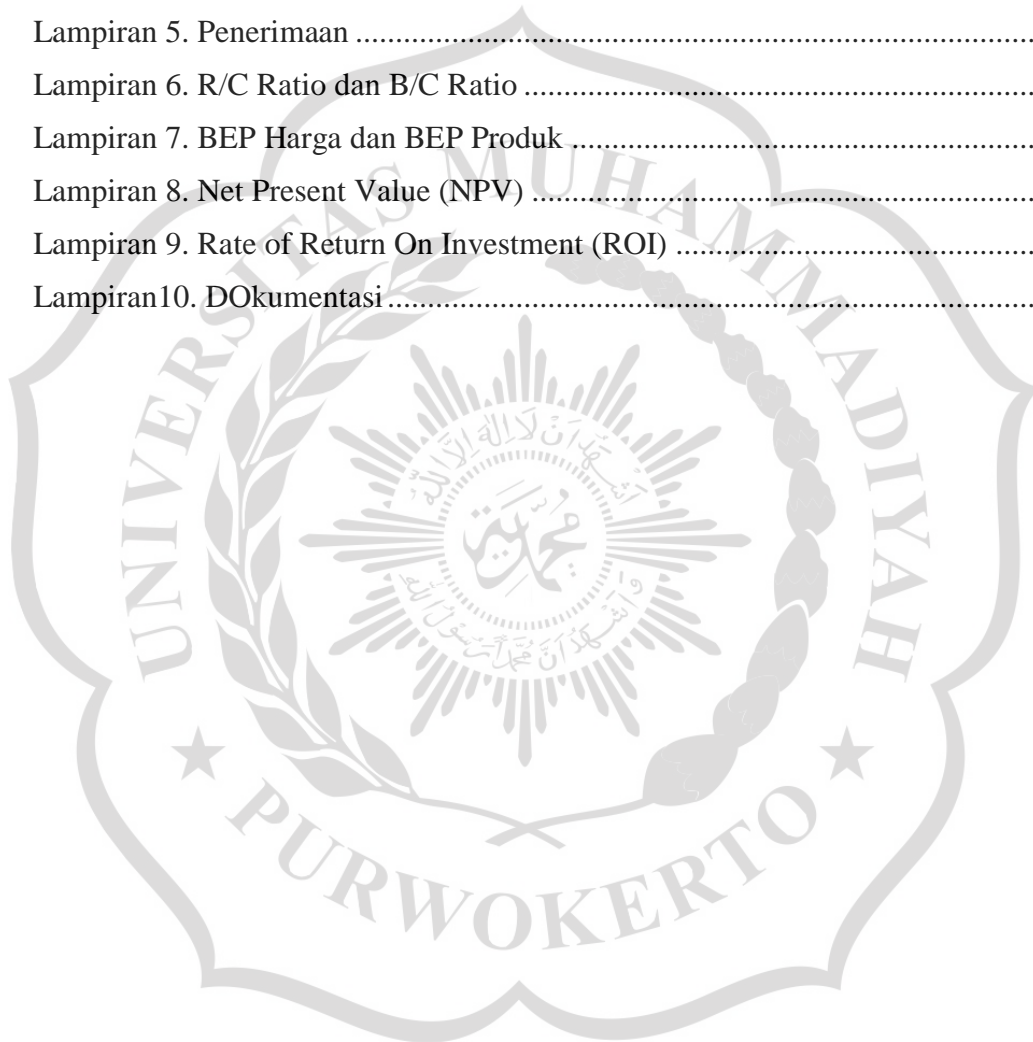 Lampiran 5. Penerimaan ....................................................................................
Lampiran 6. R/C Ratio dan B/C Ratio ................................................................
Lampiran 7. BEP Harga dan BEP Produk ..........................................................
Lampiran 8. Net Present Value (NPV) ...............................................................
Lampiran 9. Rate of Return On Investment (ROI) .............................................
Lampiran10. DOkumentasi .................................................................................
UNIVERSITAS MUHAMMADIYAH
PURWOKERTO